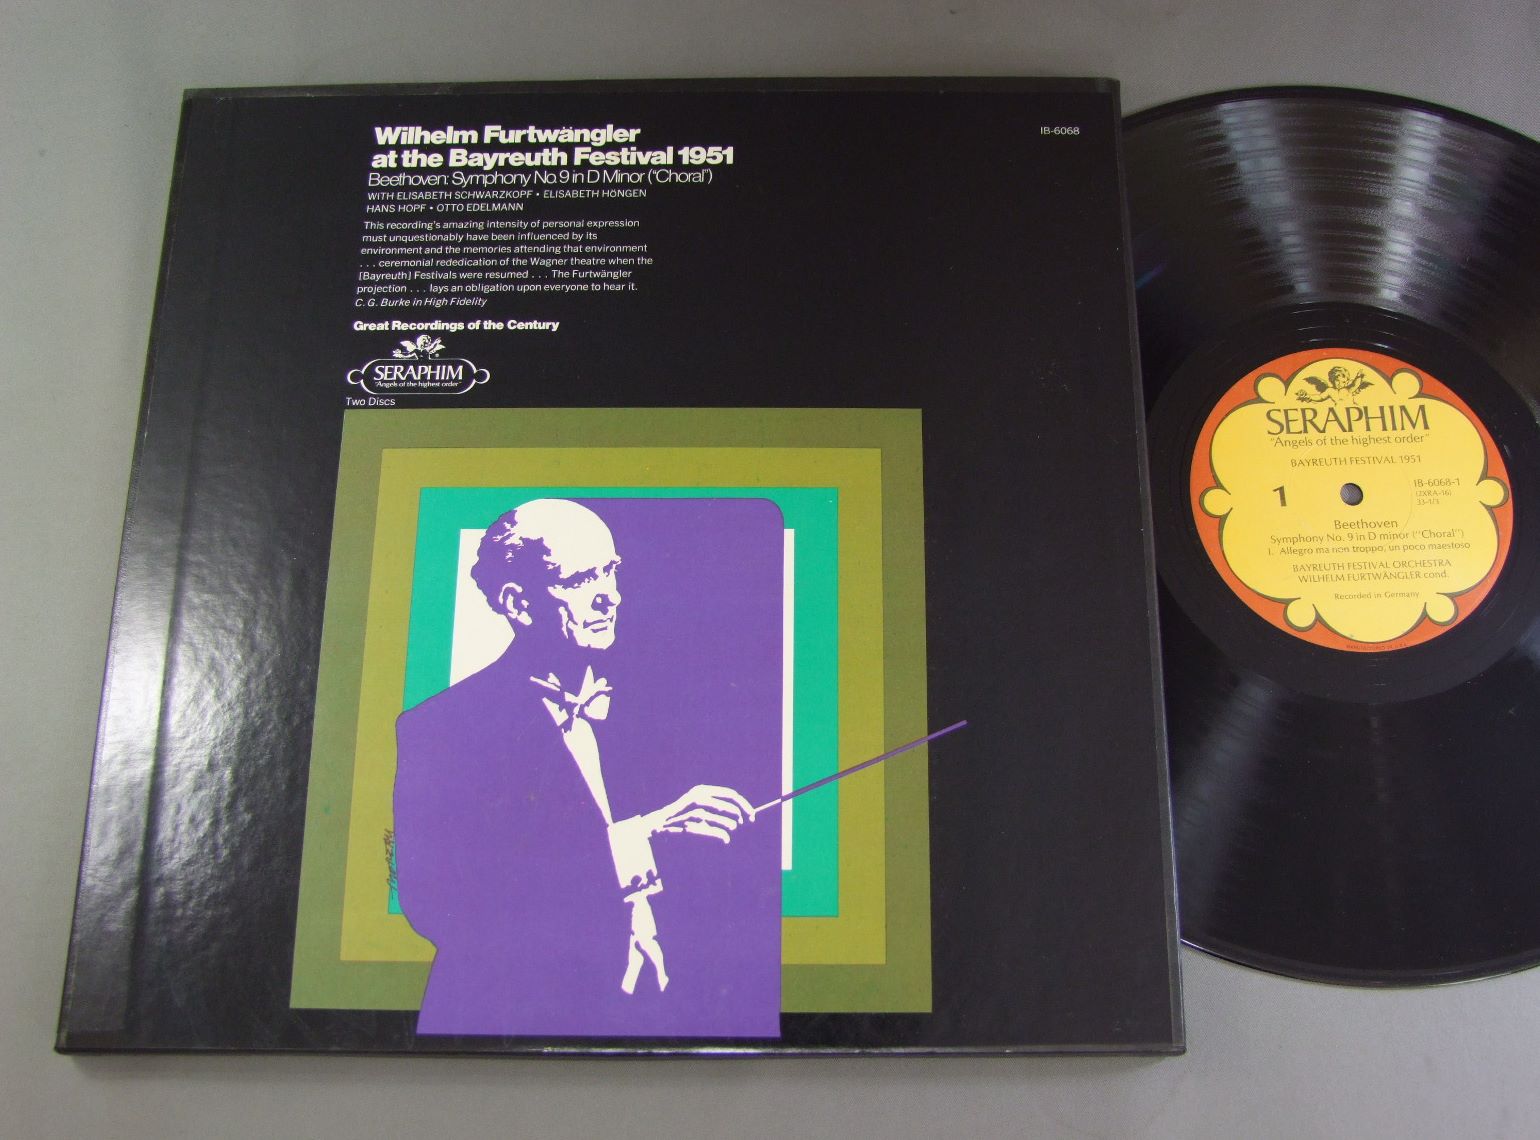 Wilhelm Furtwängler
at the Bayreuth Festival 1951
Beethoven: Symphony No. 9 in D Minor ("Choral")
WITH ELISABETH SCHWARZKOPF • ELISABETH HÖNGEN
HANS HOPF • OTTO EDELMANN
This recording's amazing intensity of personal expression
must unquestionably have been influenced by its
environment and the memories attending that environment
. . . ceremonial rededication of the Wagner theatre when the
[Bayreuth] Festivals were resumed . . . The Furtwängler
projection . . . lays an obligation upon everyone to hear it.
C. G. Burke in High Fidelity
Great Recordings of the Century
SERAPHIM
"Angels of the highest order"
Two Discs
IB-6068
SERAPHIM
"Angels of the highest order"
BAYREUTH FESTIVAL 1951
1
IB-6068-1
(2XRA-16)
33-1/3
Beethoven
Symphony No. 9 in D minor ("Choral")
1. Allegro ma non troppo, un poco maestoso
BAYREUTH FESTIVAL ORCHESTRA
WILHELM FURTWÄNGLER cond.
Recorded in Germany